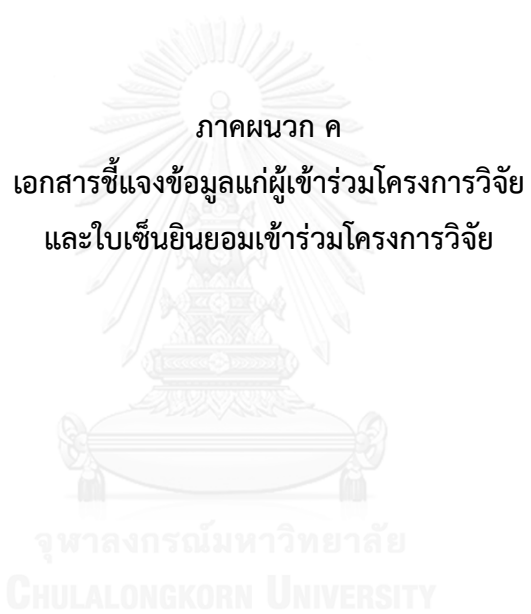 ภาคผนวก ค
เอกสารชี้แจงข้อมูลแก่ผู้เข้าร่วมโครงการวิจัย
และใบเซ็นยินยอมเข้าร่วมโครงการวิจัย
จุฬาลงกรณ์มหาวิทยาลัย
CHULALONGKORN UNIVERSITY